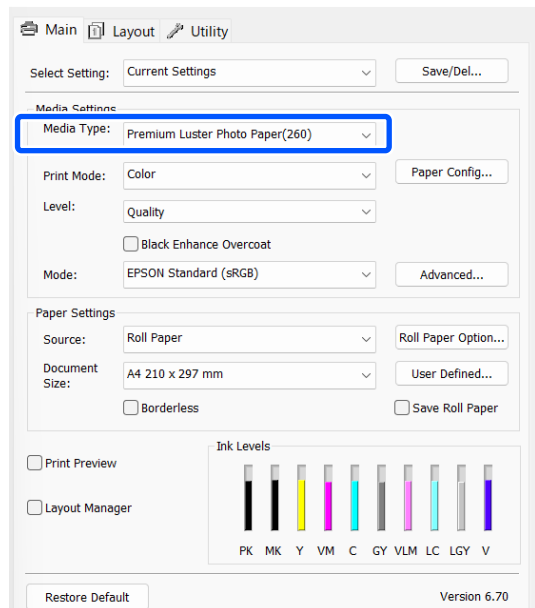 Main Layout Utility
Select Setting: Current Settings Save/Del...
Media Settings
Media Type: Premium Luster Photo Paper(260)
Print Mode: Color Paper Config...
Level: Quality
Black Enhance Overcoat
Mode: EPSON Standard (sRGB) Advanced...
Paper Settings
Source: Roll Paper Roll Paper Option...
Document
Size: A4 210 x 297 mm User Defined...
Borderless Save Roll Paper
Ink Levels
Print Preview
Layout Manager
PK MK Y VM C GY VLM LC LGY V
Restore Default Version 6.70